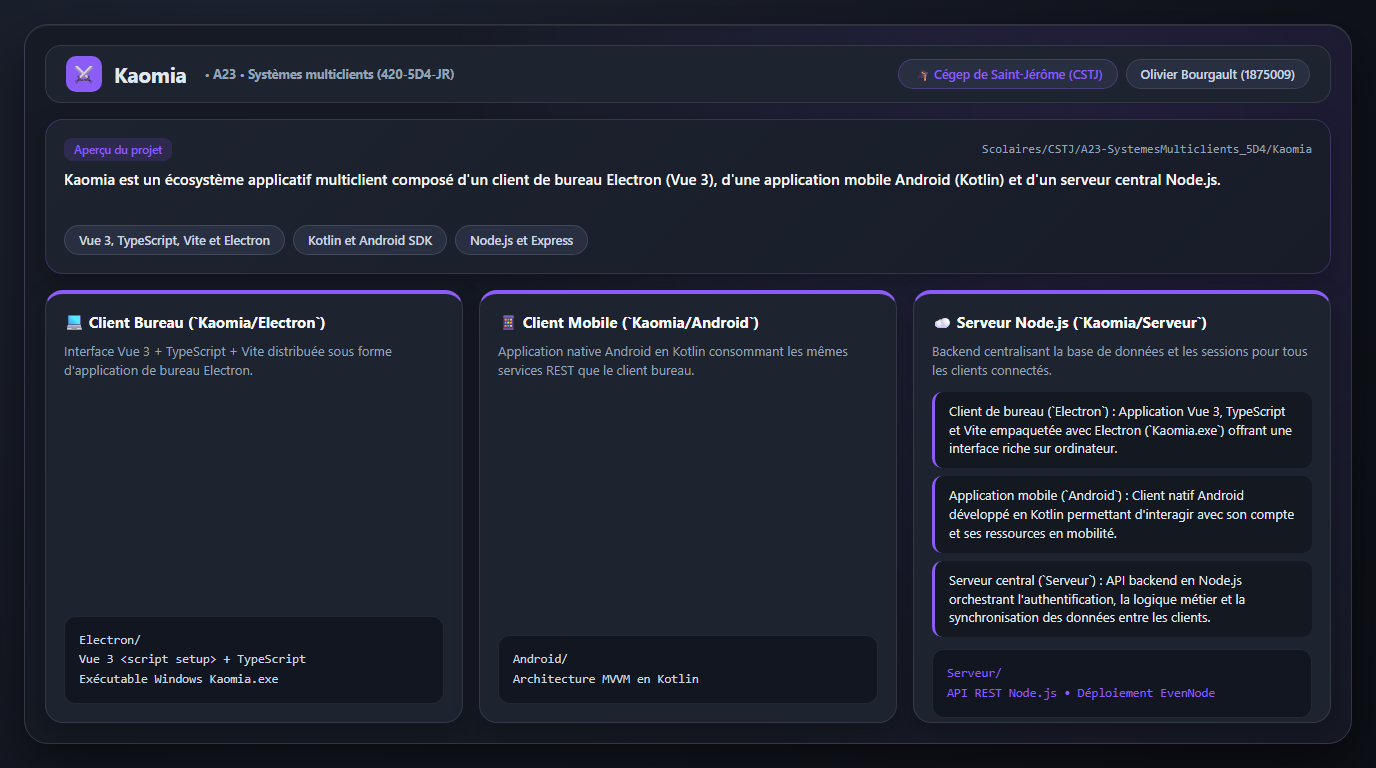 Kaomia
• A23 • Systèmes multiclients (420-5D4-JR)
Cégep de Saint-Jérôme (CSTJ)
Olivier Bourgault (1875009)
Aperçu du projet
Scolaires/CSTJ/A23-SystemesMulticlients_5D4/Kaomia
Kaomia est un écosystème applicatif multiclient composé d'un client de bureau Electron (Vue 3), d'une application mobile Android (Kotlin) et d'un serveur central Node.js.
Vue 3, TypeScript, Vite et Electron
Kotlin et Android SDK
Node.js et Express
Client Bureau (`Kaomia/Electron`)
Interface Vue 3 + TypeScript + Vite distribuée sous forme
d'application de bureau Electron.
Electron/
Vue 3 <script setup> + TypeScript
Exécutable Windows Kaomia.exe
Client Mobile (`Kaomia/Android`)
Application native Android en Kotlin consommant les mêmes
services REST que le client bureau.
Android/
Architecture MVVM en Kotlin
Serveur Node.js (`Kaomia/Serveur`)
Backend centralisant la base de données et les sessions pour tous
les clients connectés.
Client de bureau (`Electron`) : Application Vue 3, TypeScript
et Vite empaquetée avec Electron (`Kaomia.exe`) offrant une
interface riche sur ordinateur.
Application mobile (`Android`) : Client natif Android
développé en Kotlin permettant d'interagir avec son compte
et ses ressources en mobilité.
Serveur central (`Serveur`) : API backend en Node.js
orchestrant l'authentification, la logique métier et la
synchronisation des données entre les clients.
Serveur/
API REST Node.js • Déploiement EvenNode